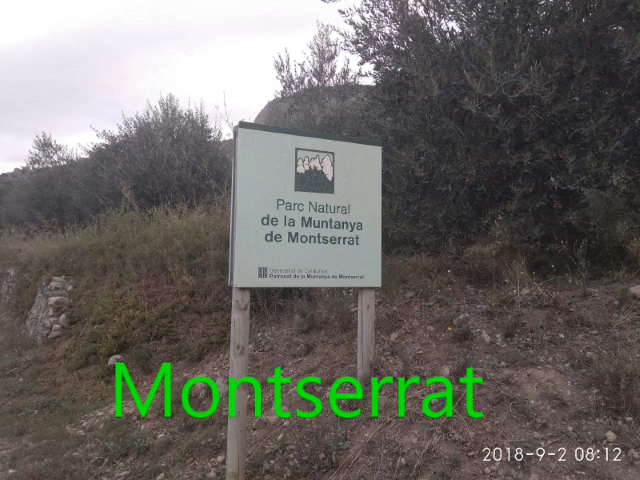 Parc Natural
de la Muntanya
de Montserrat
Generalitat de Catalunya
Patronat de la Muntanya de Montserrat
Montserrat
2018-9-2 08:12